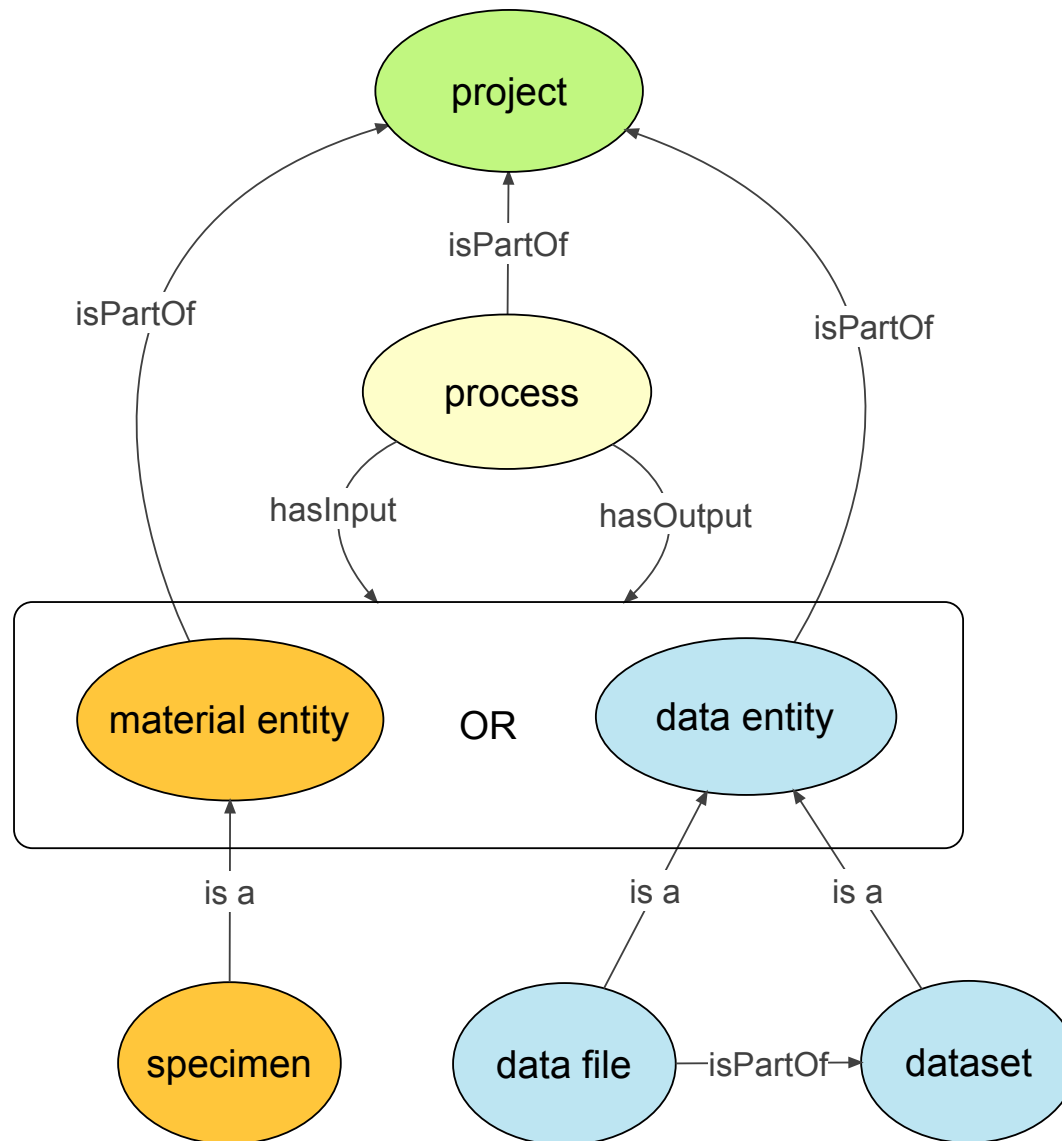 project
isPartOf
isPartOf
isPartOf
process
hasInput
hasOutput
material entity
OR
data entity
is a
is a
is a
specimen
data file
isPartOf
dataset